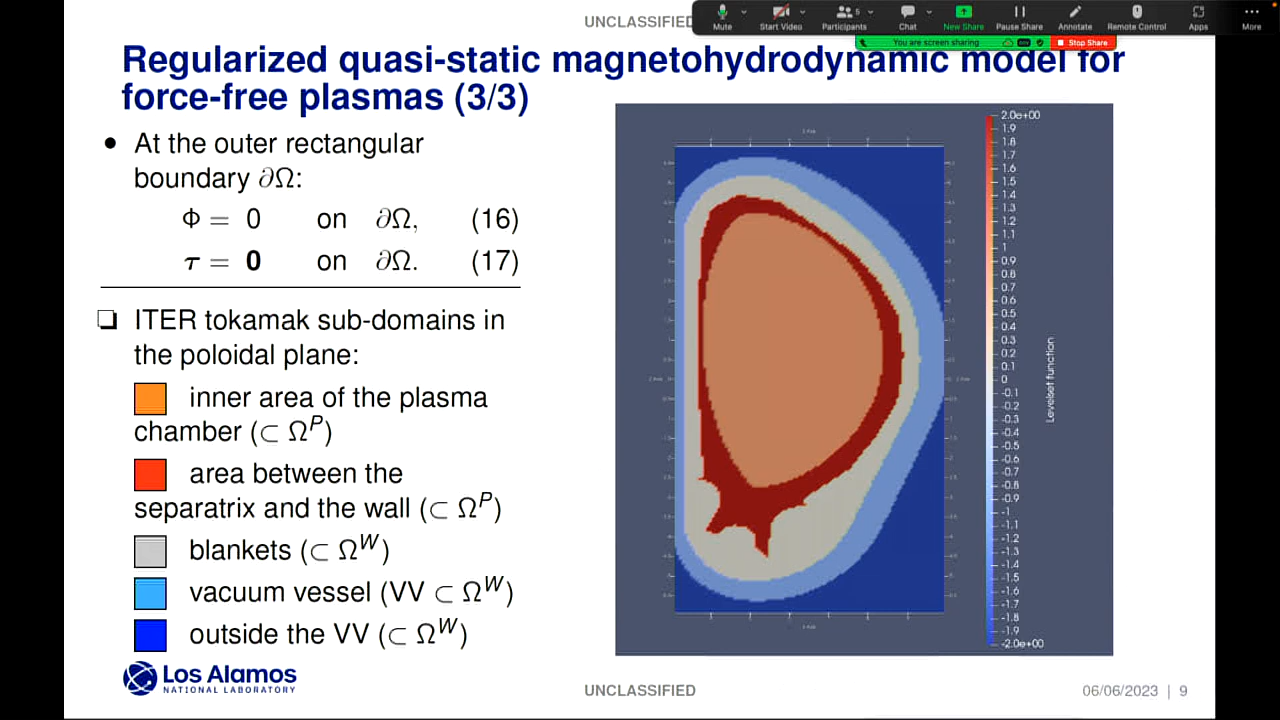 UNCLASSIFIED
Mute
Start Video
Participants
5
Chat
New Share
Pause Share
Annotate
Remote Control
Apps
More
You are screen sharing
Stop Share
Regularized quasi-static magnetohydrodynamic model for
force-free plasmas (3/3)
● At the outer rectangular
boundary ∂Ω:
Φ = 0 on ∂Ω, (16)
τ = 0 on ∂Ω. (17)
❏ ITER tokamak sub-domains in
the poloidal plane:
inner area of the plasma
chamber (⊂ Ω^P)
area between the
separatrix and the wall (⊂ Ω^P)
blankets (⊂ Ω^W)
vacuum vessel (VV ⊂ Ω^W)
outside the VV (⊂ Ω^W)
2.0e+00
1.9
1.8
1.7
1.6
1.5
1.4
1.3
1.2
1.1
1
0.9
0.8
0.7
0.6
0.5
0.4
0.3
0.2
0.1
0
-0.1
-0.2
-0.3
-0.4
-0.5
-0.6
-0.7
-0.8
-0.9
-1
-1.1
-1.2
-1.3
-1.4
-1.5
-1.6
-1.7
-1.8
-1.9
-2.0e+00
Levelset function
Los Alamos
NATIONAL LABORATORY
UNCLASSIFIED
06/06/2023 | 9